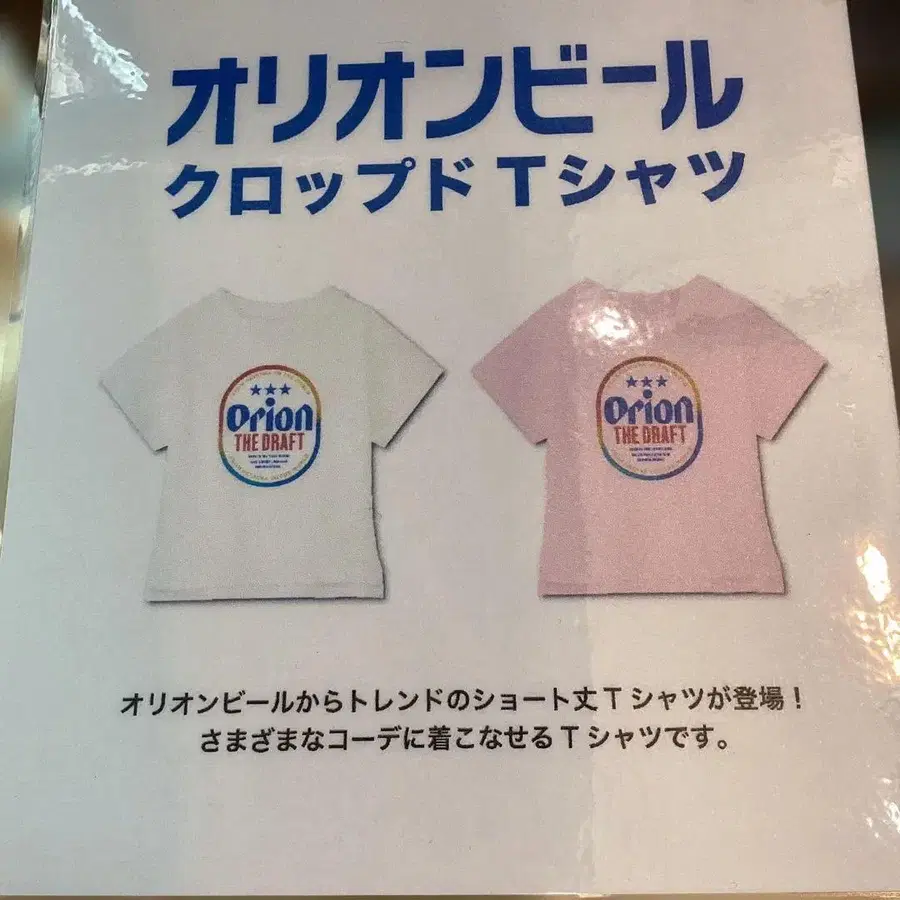 オリオンビール
クロップド Tシャツ
Orion
THE DRAFT
Orion
THE DRAFT
オリオンビールからトレンドのショート丈Tシャツが登場！
さまざまなコーデに着こなせるTシャツです。